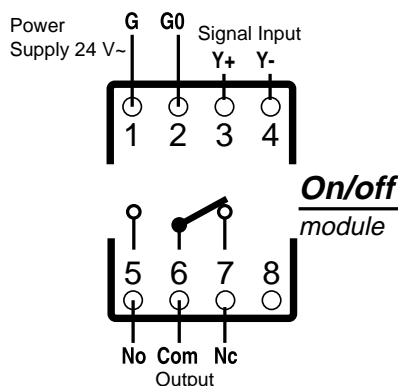 Power G G0 Signal Input
Supply 24 V~ Y+ Y-
1 2 3 4
On/off
module
5 6 7 8
No Com Nc
Output